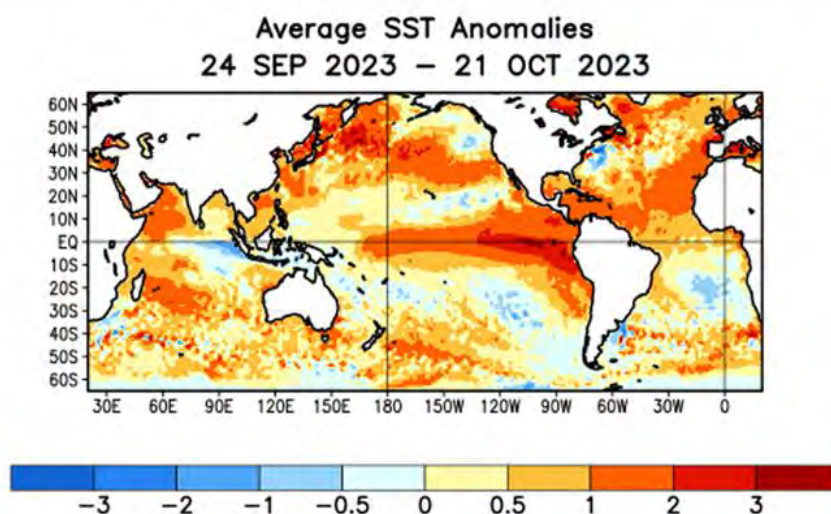 Average SST Anomalies
24 SEP 2023 – 21 OCT 2023
60N
50N
40N
30N
20N
10N
EQ
10S
20S
30S
40S
50S
60S
30E 60E 90E 120E 150E 180 150W 120W 90W 60W 30W 0
-3 -2 -1 -0.5 0 0.5 1 2 3